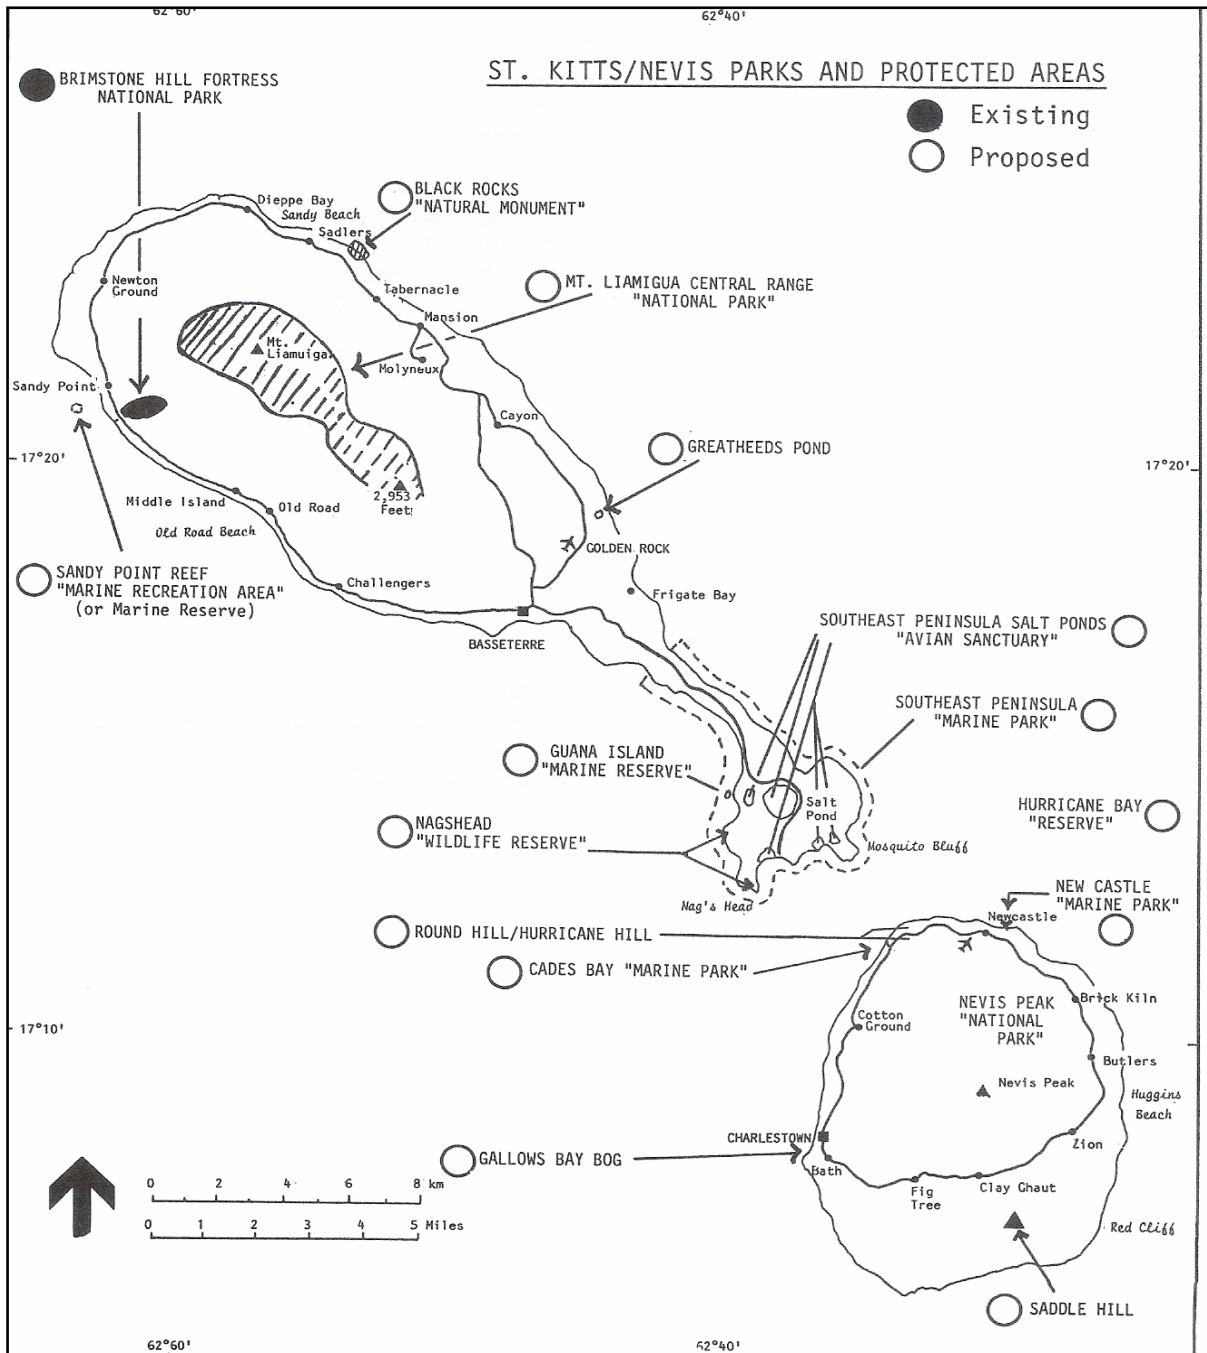 62°60'
62°40'
ST. KITTS/NEVIS PARKS AND PROTECTED AREAS
Existing
Proposed
BRIMSTONE HILL FORTRESS
NATIONAL PARK
BLACK ROCKS
"NATURAL MONUMENT"
Dieppe Bay
Sandy Beach
Sadlers
MT. LIAMIGUA CENTRAL RANGE
"NATIONAL PARK"
Newton
Ground
Tabernacle
Mansion
Mt.
Liamuiga
Molyneux
Sandy Point
Cayon
GREATHEEDS POND
17°20'
17°20'
2,953
Feet
Middle Island
Old Road
Old Road Beach
GOLDEN ROCK
SANDY POINT REEF
"MARINE RECREATION AREA"
(or Marine Reserve)
Challengers
Frigate Bay
BASSETERRE
SOUTHEAST PENINSULA SALT PONDS
"AVIAN SANCTUARY"
SOUTHEAST PENINSULA
"MARINE PARK"
GUANA ISLAND
"MARINE RESERVE"
Salt
Pond
HURRICANE BAY
"RESERVE"
NAGSHEAD
"WILDLIFE RESERVE"
Mosquito Bluff
Nag's Head
NEW CASTLE
"MARINE PARK"
Newcastle
ROUND HILL/HURRICANE HILL
CADES BAY "MARINE PARK"
Brick Kiln
NEVIS PEAK
"NATIONAL
PARK"
Cotton
Ground
17°10'
Butlers
Nevis Peak
Huggins
Beach
CHARLESTOWN
Zion
GALLOWS BAY BOG
Bath
Fig
Tree
Clay Ghaut
0 2 4 6 8 km
0 1 2 3 4 5 Miles
Red Cliff
SADDLE HILL
62°60'
62°40'